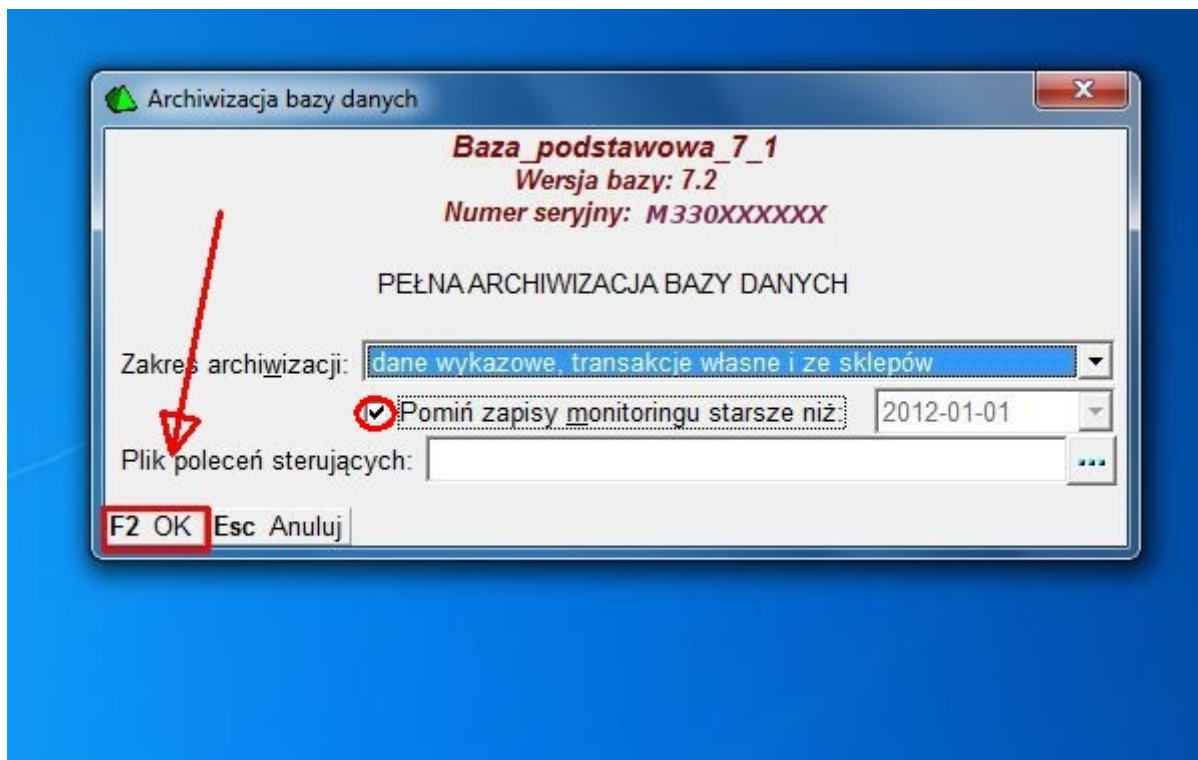 Archiwizacja bazy danych
Baza_podstawowa_7_1
Wersja bazy: 7.2
Numer seryjny: M330XXXXXX
PEŁNA ARCHIWIZACJA BAZY DANYCH
Zakres archiwizacji: dane wykazowe, transakcje własne i ze sklepów
Pomiń zapisy monitoringu starsze niż: 2012-01-01
Plik poleceń sterujących: ...
F2 OK Esc Anuluj